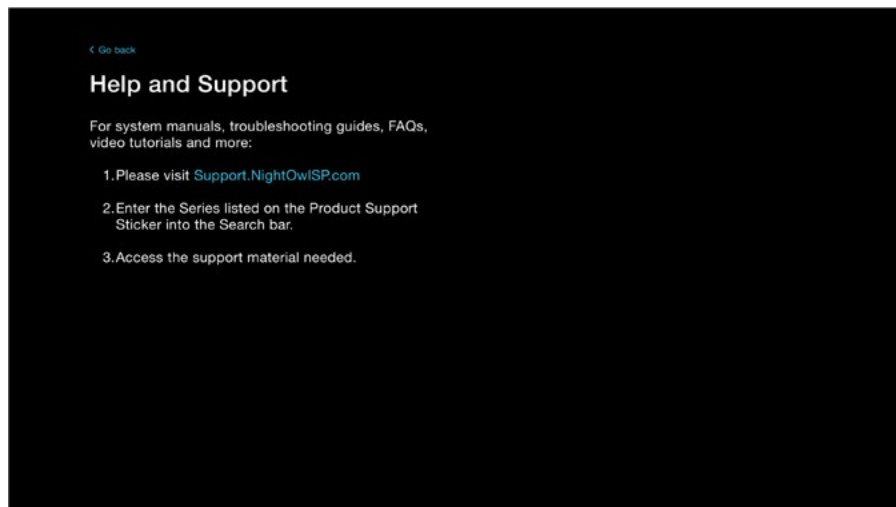 < Go back
Help and Support
For system manuals, troubleshooting guides, FAQs,
video tutorials and more:
1.Please visit Support.NightOwlSP.com
2.Enter the Series listed on the Product Support
Sticker into the Search bar.
3.Access the support material needed.